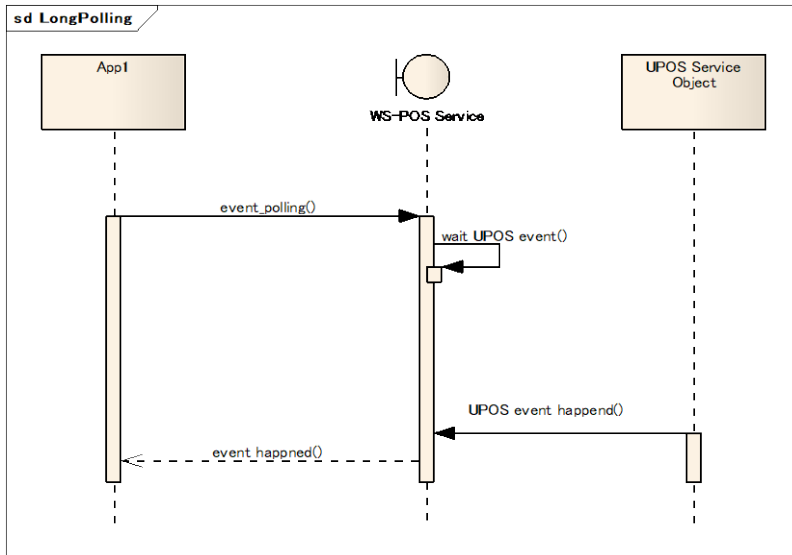 sd LongPolling
App1
WS-POS Service
UPOS Service
Object
event_polling()
wait UPOS event()
UPOS event happend()
event happned()